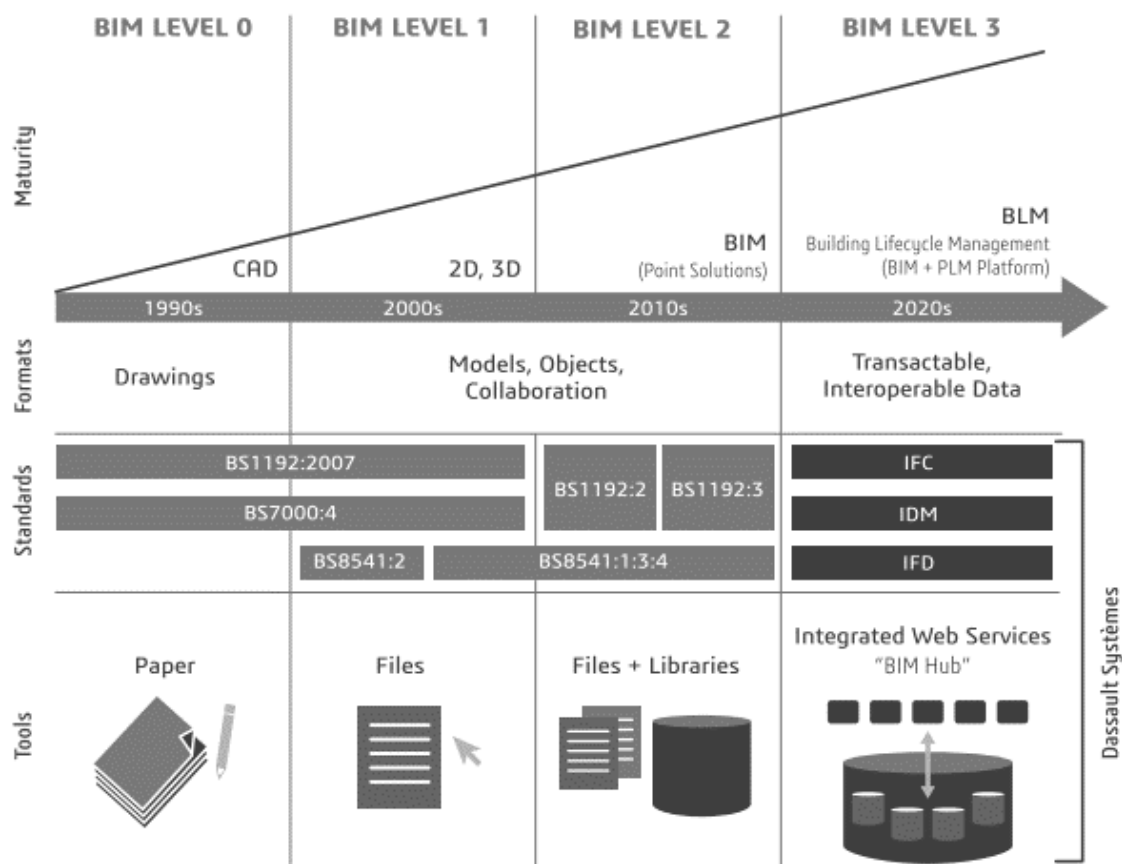 BIM LEVEL 0
BIM LEVEL 1
BIM LEVEL 2
BIM LEVEL 3
Maturity
CAD
2D, 3D
BIM
(Point Solutions)
BLM
Building Lifecycle Management
(BIM + PLM Platform)
1990s
2000s
2010s
2020s
Formats
Drawings
Models, Objects,
Collaboration
Transactable,
Interoperable Data
Standards
BS1192:2007
BS7000:4
BS8541:2
BS1192:2
BS1192:3
BS8541:1:3:4
IFC
IDM
IFD
Tools
Paper
Files
Files + Libraries
Integrated Web Services
“BIM Hub”
Dassault Systèmes